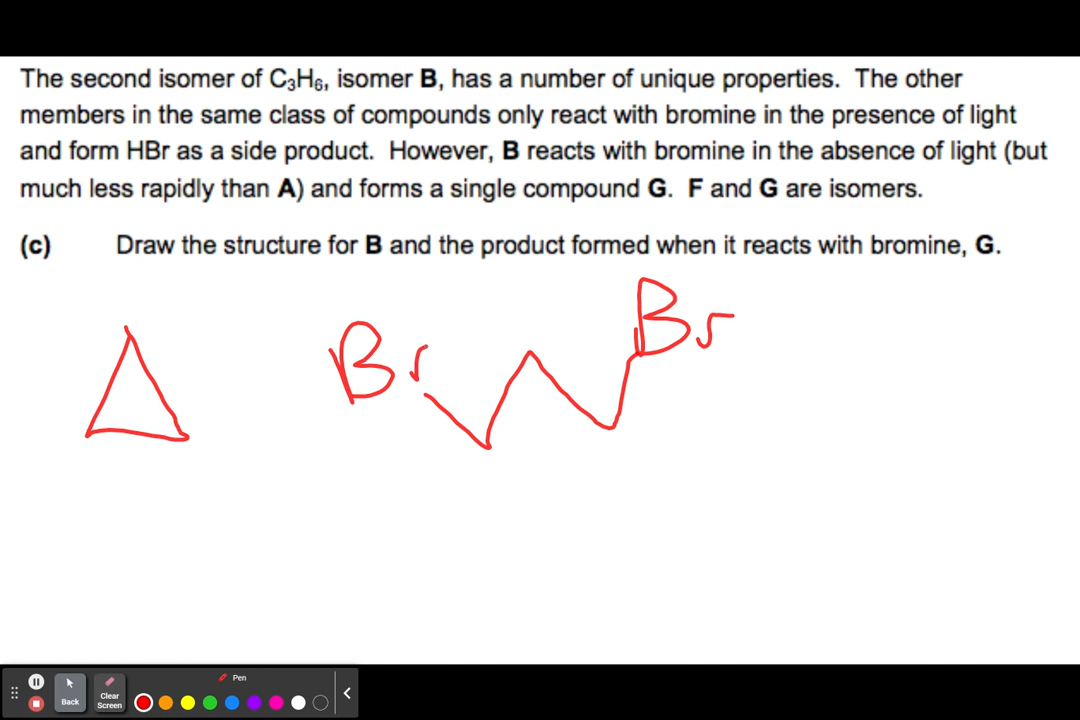 The second isomer of C₃H₆, isomer B, has a number of unique properties. The other
members in the same class of compounds only react with bromine in the presence of light
and form HBr as a side product. However, B reacts with bromine in the absence of light (but
much less rapidly than A) and forms a single compound G. F and G are isomers.
(c) Draw the structure for B and the product formed when it reacts with bromine, G.
Br
Br
Pen
Back
Clear
Screen